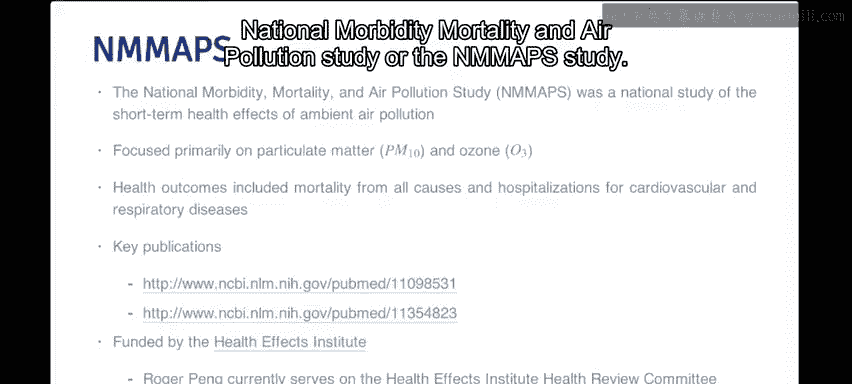 National Morbidity Mortality and Air
Pollution study or the NMMAPS study.
NMMAPS
· The National Morbidity, Mortality, and Air Pollution Study (NMMAPS) was a national study of the
short-term health effects of ambient air pollution
· Focused primarily on particulate matter (PM10) and ozone (O3)
· Health outcomes included mortality from all causes and hospitalizations for cardiovascular and
respiratory diseases
· Key publications
- http://www.ncbi.nlm.nih.gov/pubmed/11098531
- http://www.ncbi.nlm.nih.gov/pubmed/11354823
· Funded by the Health Effects Institute
- Roger Peng currently serves on the Health Effects Institute Health Review Committee